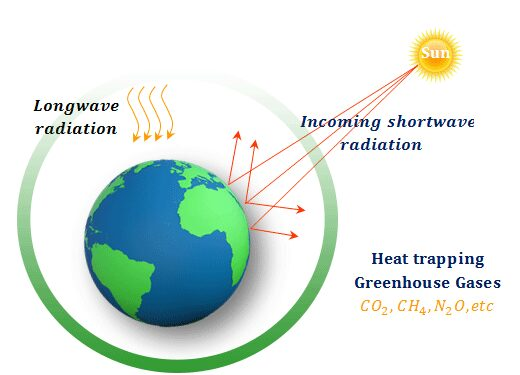 Sun
Longwave
radiation
Incoming shortwave
radiation
Heat trapping
Greenhouse Gases
CO₂, CH₄, N₂O,etc